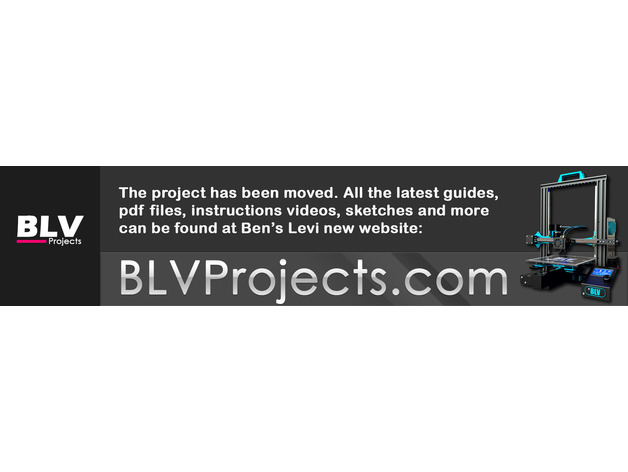 BLV
Projects
The project has been moved. All the latest guides,
pdf files, instructions videos, sketches and more
can be found at Ben's Levi new website:
BLVProjects.com
BLV